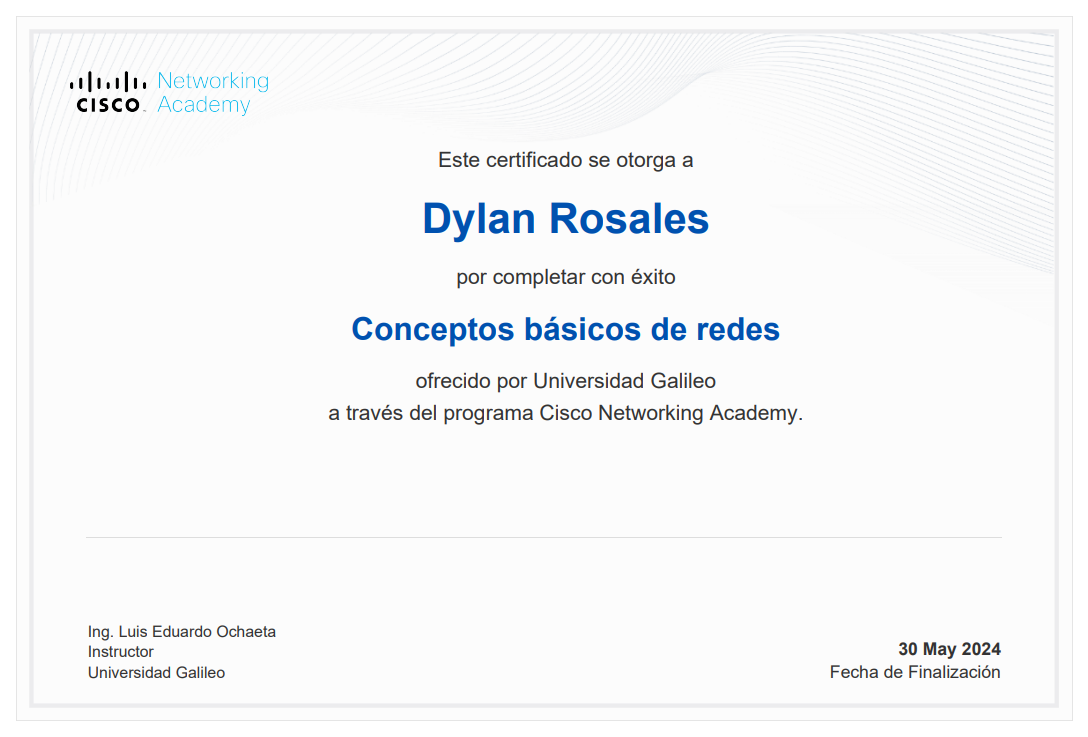 Networking
CISCO Academy
Este certificado se otorga a
Dylan Rosales
por completar con éxito
Conceptos básicos de redes
ofrecido por Universidad Galileo
a través del programa Cisco Networking Academy.
Ing. Luis Eduardo Ochaeta
Instructor
Universidad Galileo
30 May 2024
Fecha de Finalización